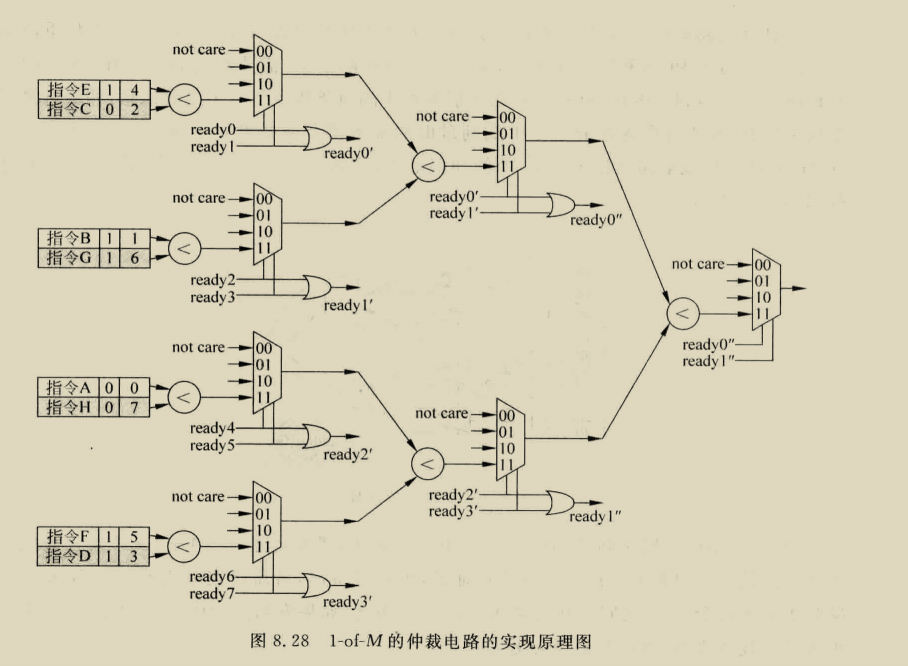 not care 00
01
10
指令E 1 4
指令C 0 2
<
11
ready0
ready1
ready0′
not care 00
01
10
指令B 1 1
指令G 1 6
<
11
ready2
ready3
ready1′
not care 00
01
10
指令A 0 0
指令H 0 7
<
11
ready4
ready5
ready2′
not care 00
01
10
指令F 1 5
指令D 1 3
<
11
ready6
ready7
ready3′
not care 00
01
10
<
11
ready0′
ready1′
ready0″
not care 00
01
10
<
11
ready2′
ready3′
ready1″
not care 00
01
10
<
11
ready0″
ready1″
图 8.28 1-of-M 的仲裁电路的实现原理图